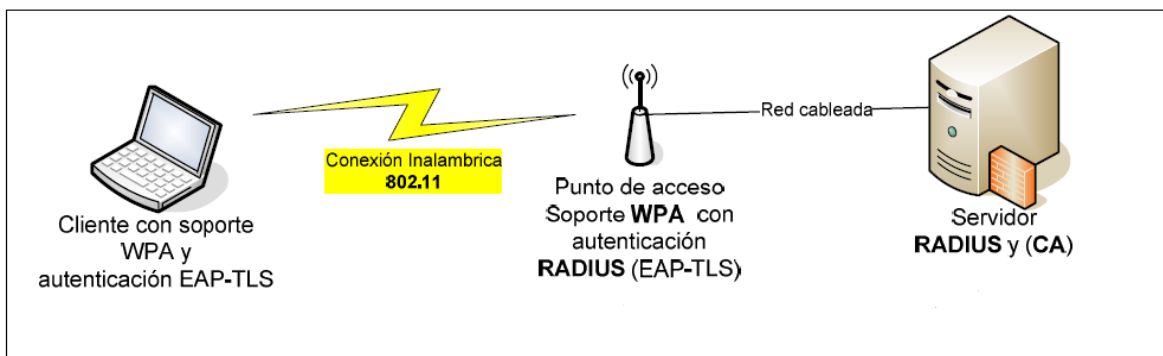 Cliente con soporte
WPA y
autenticación EAP-TLS
Conexión Inalambrica
802.11
Punto de acceso
Soporte WPA con
autenticación
RADIUS (EAP-TLS)
Red cableada
Servidor
RADIUS y (CA)